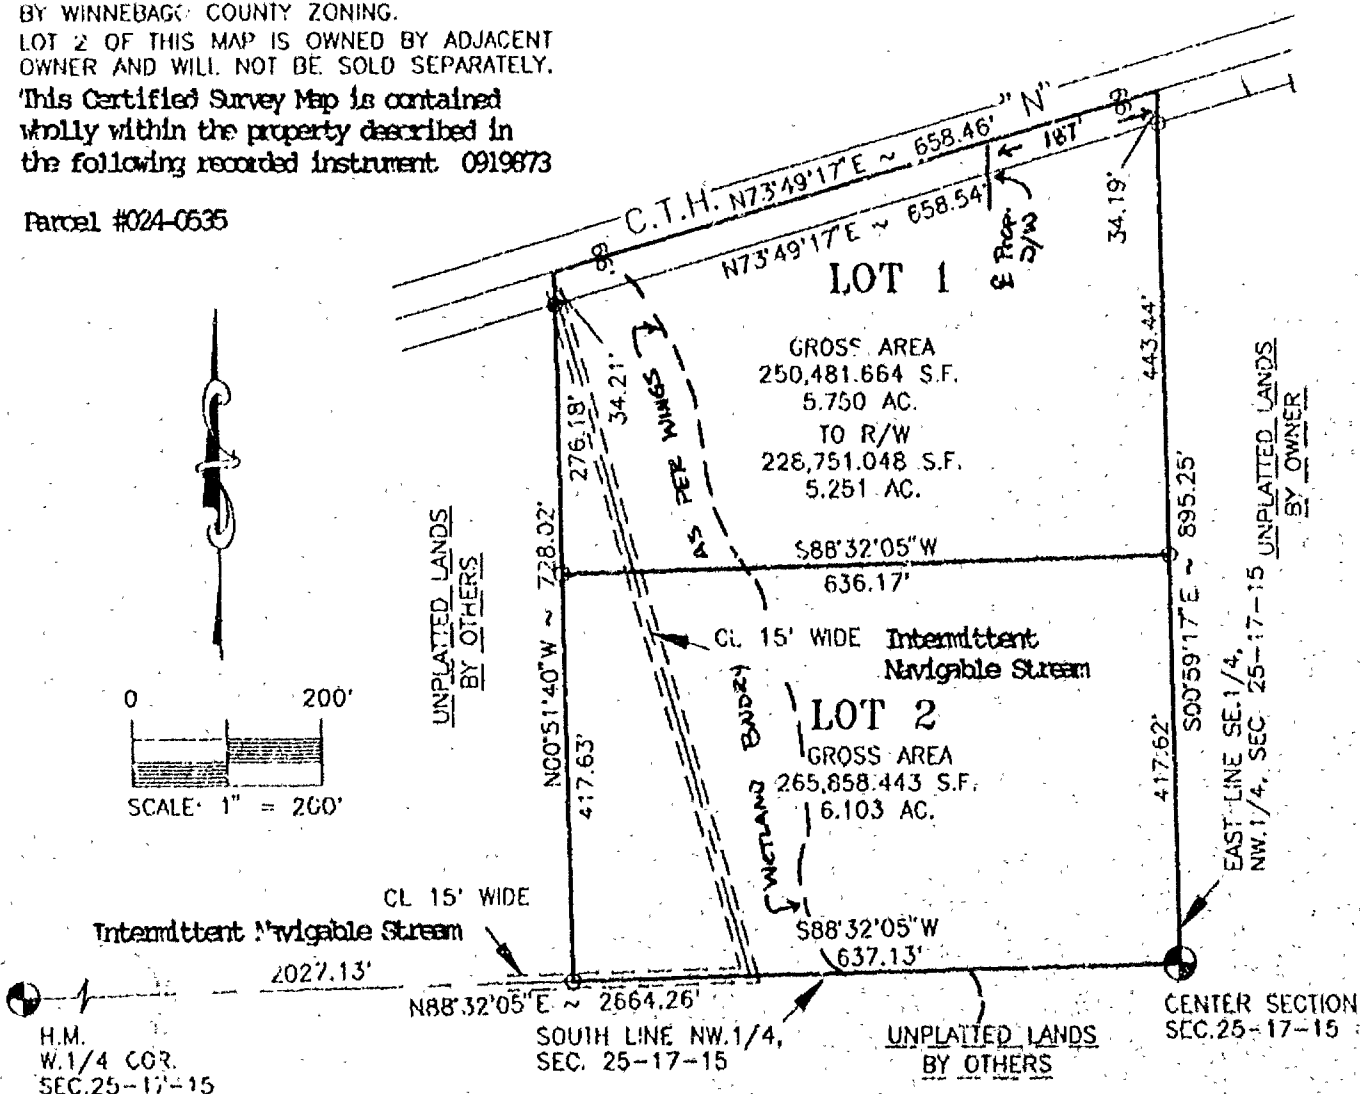 BY WINNEBAGO COUNTY ZONING.
LOT 2 OF THIS MAP IS OWNED BY ADJACENT
OWNER AND WILL NOT BE SOLD SEPARATELY.
This Certified Survey Map is contained
wholly within the property described in
the following recorded instrument 0919873
Parcel #024-0535
C.T.H. "N"
N73°49'17"E ~ 658.46'
N73°49'17"E ~ 658.54'
66'
66'
187'
34.19'
℄ Prop.
D/W
LOT 1
GROSS AREA
250,481.664 S.F.
5.750 AC.
TO R/W
228,751.048 S.F.
5.251 AC.
443.44'
276.18'
34.21'
AS PER WINGS
UNPLATTED LANDS
BY OWNER
S88°32'05"W
636.17'
UNPLATTED LANDS
BY OTHERS
N00°51'40"W ~ 728.02'
S00°59'17"E ~ 895.25'
CL 15' WIDE Intermittent
Navigable Stream
0 200'
SCALE: 1" = 200'
WETLAND BNDRY
LOT 2
GROSS AREA
265,858.443 S.F.
6.103 AC.
417.63'
417.62'
EAST LINE SE.1/4,
NW.1/4, SEC. 25-17-15
CL 15' WIDE
Intermittent Navigable Stream
S88°32'05"W
637.13'
2027.13'
N88°32'05"E ~ 2664.26'
H.M.
W.1/4 COR.
SEC.25-17-15
SOUTH LINE NW.1/4,
SEC. 25-17-15
UNPLATTED LANDS
BY OTHERS
CENTER SECTION
SEC.25-17-15